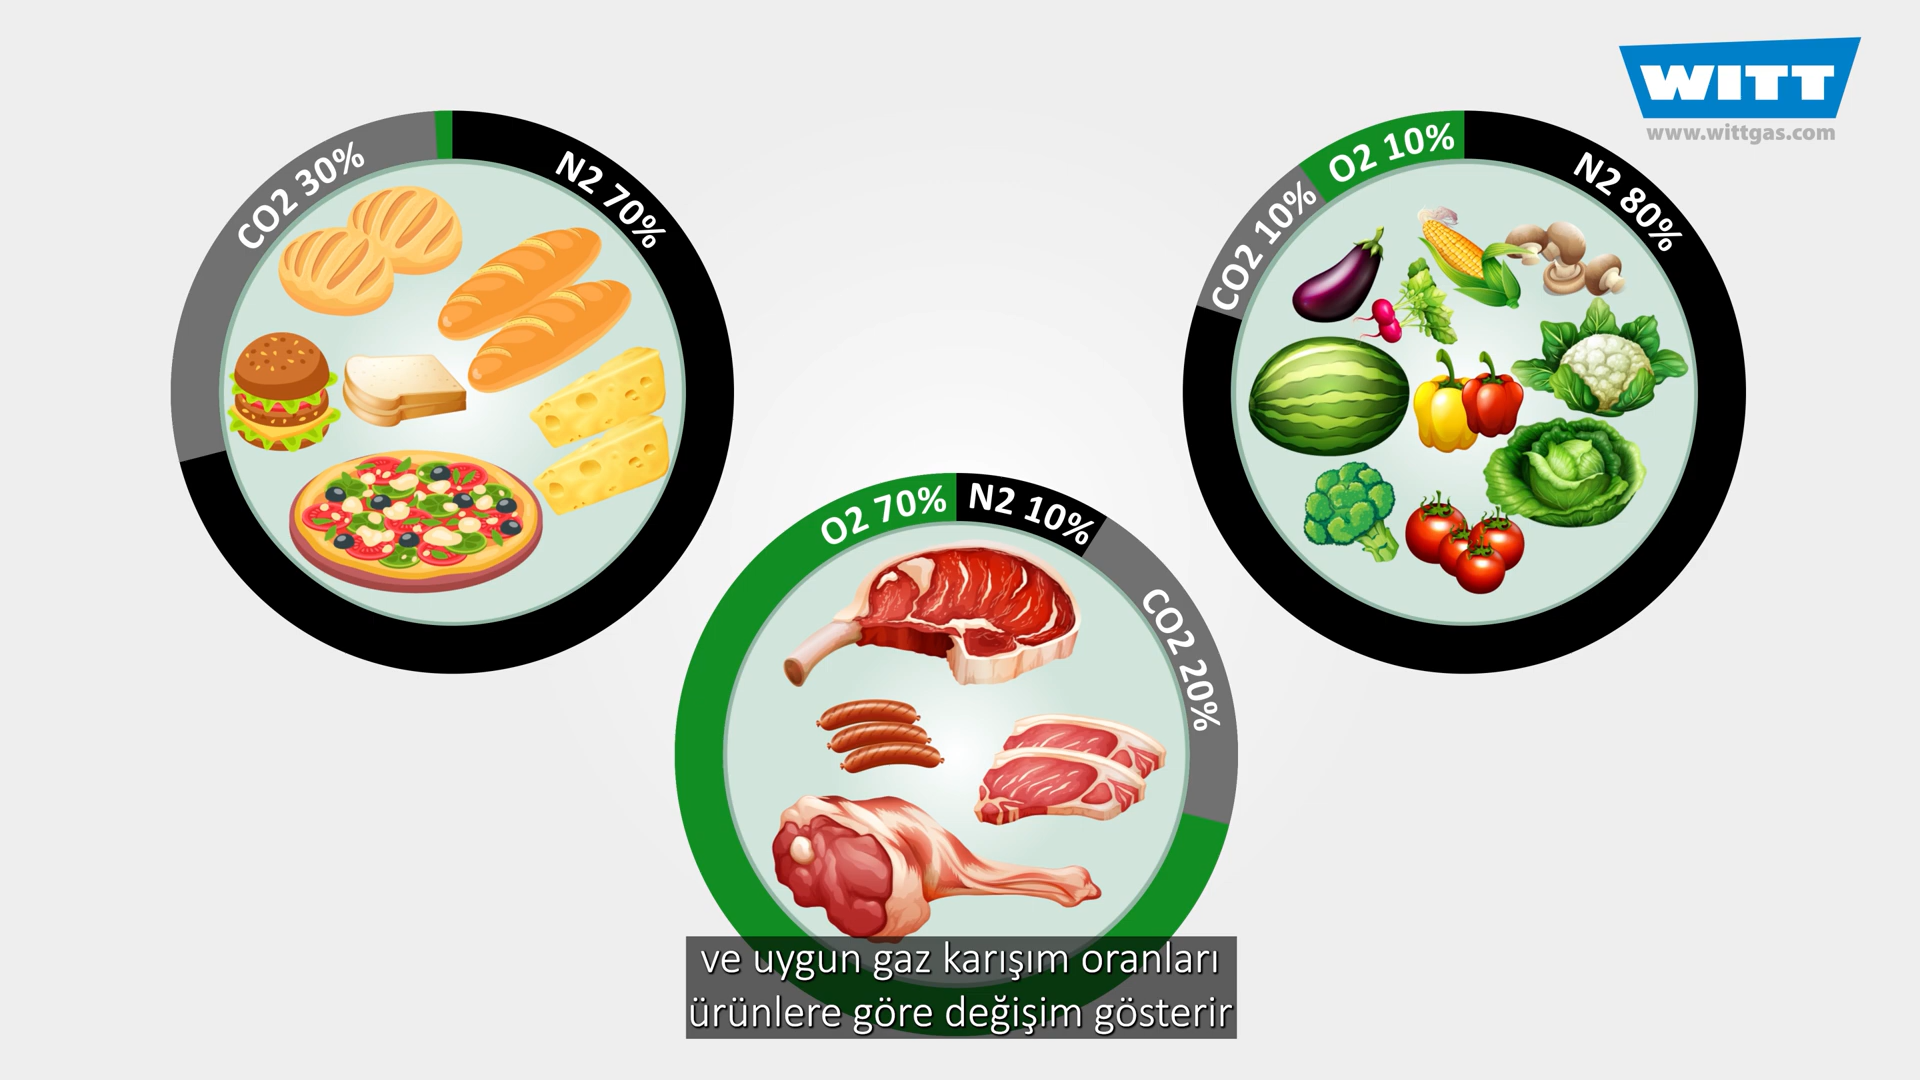 WITT
www.wittgas.com
CO2 30%
N2 70%
CO2 10%
O2 10%
N2 80%
O2 70%
N2 10%
CO2 20%
ve uygun gaz karışım oranları
ürünlere göre değişim gösterir